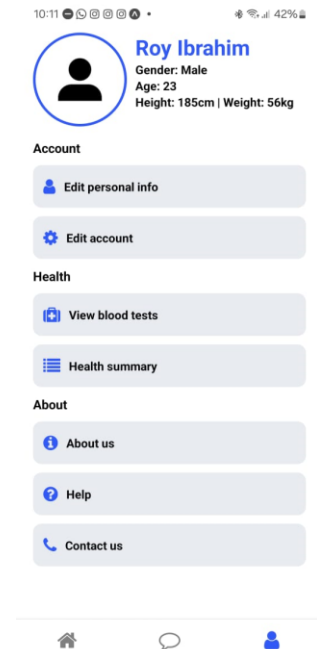 10:11 42%
Roy Ibrahim
Gender: Male
Age: 23
Height: 185cm | Weight: 56kg
Account
Edit personal info
Edit account
Health
View blood tests
Health summary
About
About us
Help
Contact us